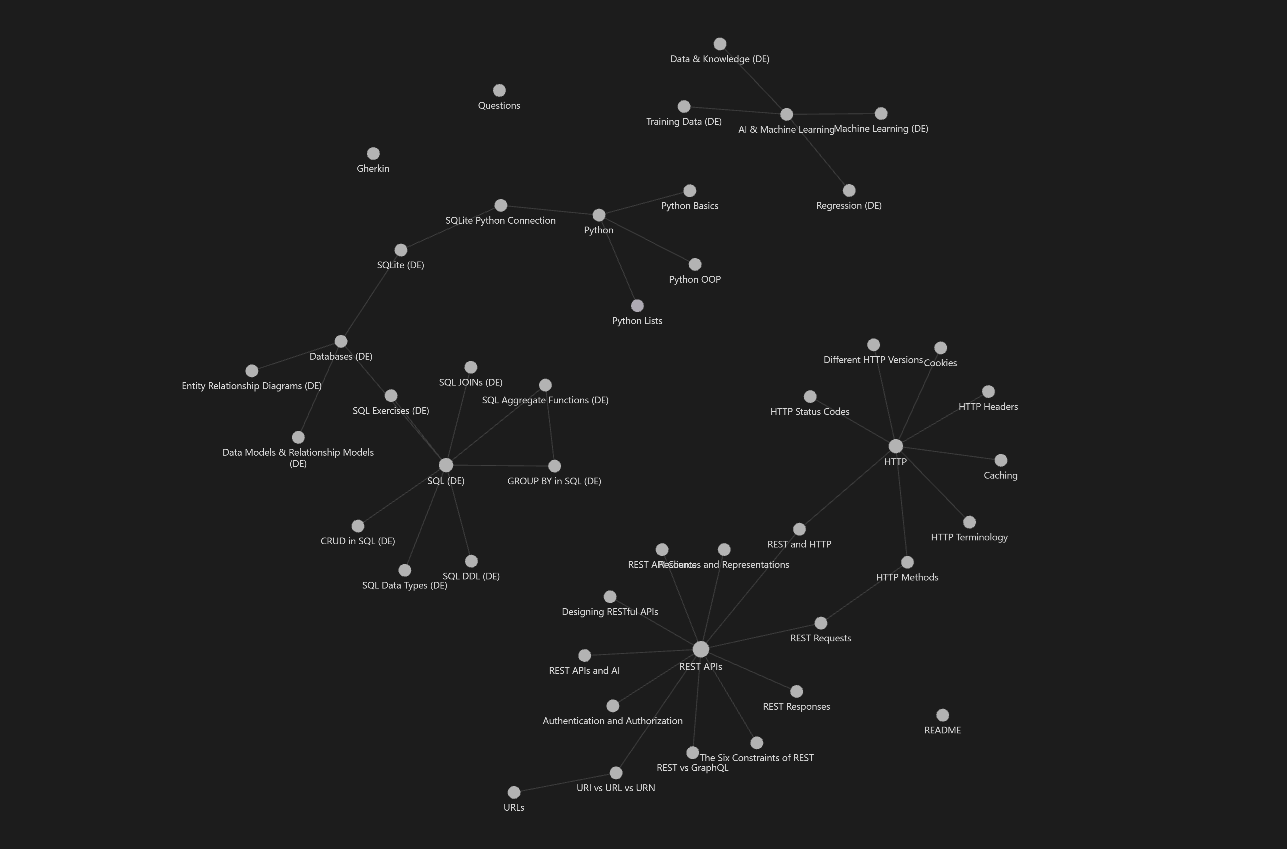 Data & Knowledge (DE)
Questions
Training Data (DE)
AI & Machine Learning
Machine Learning (DE)
Gherkin
Python Basics
Regression (DE)
SQLite Python Connection
Python
SQLite (DE)
Python OOP
Python Lists
Databases (DE)
Different HTTP Versions
Cookies
Entity Relationship Diagrams (DE)
SQL JOINs (DE)
SQL Aggregate Functions (DE)
SQL Exercises (DE)
HTTP Status Codes
HTTP Headers
Data Models & Relationship Models
(DE)
HTTP
SQL (DE)
GROUP BY in SQL (DE)
Caching
CRUD in SQL (DE)
HTTP Terminology
REST and HTTP
REST API
and Representations
SQL DDL (DE)
HTTP Methods
SQL Data Types (DE)
Designing RESTful APIs
REST Requests
REST APIs and AI
REST APIs
REST Responses
Authentication and Authorization
README
The Six Constraints of REST
REST vs GraphQL
URI vs URL vs URN
URLs